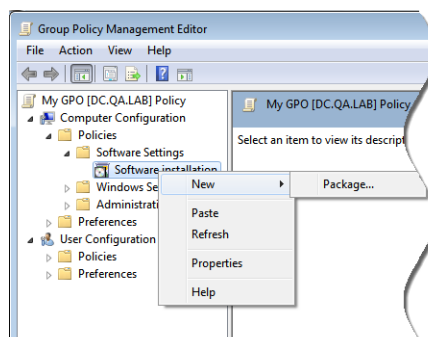 Group Policy Management Editor
File Action View Help
My GPO [DC.QA.LAB] Policy
Computer Configuration
Policies
Software Settings
Software installation
Windows Se
Administrati
Preferences
User Configuration
Policies
Preferences
My GPO [DC.QA.LAB] Policy
Select an item to view its descript
New
Paste
Refresh
Properties
Help
Package...